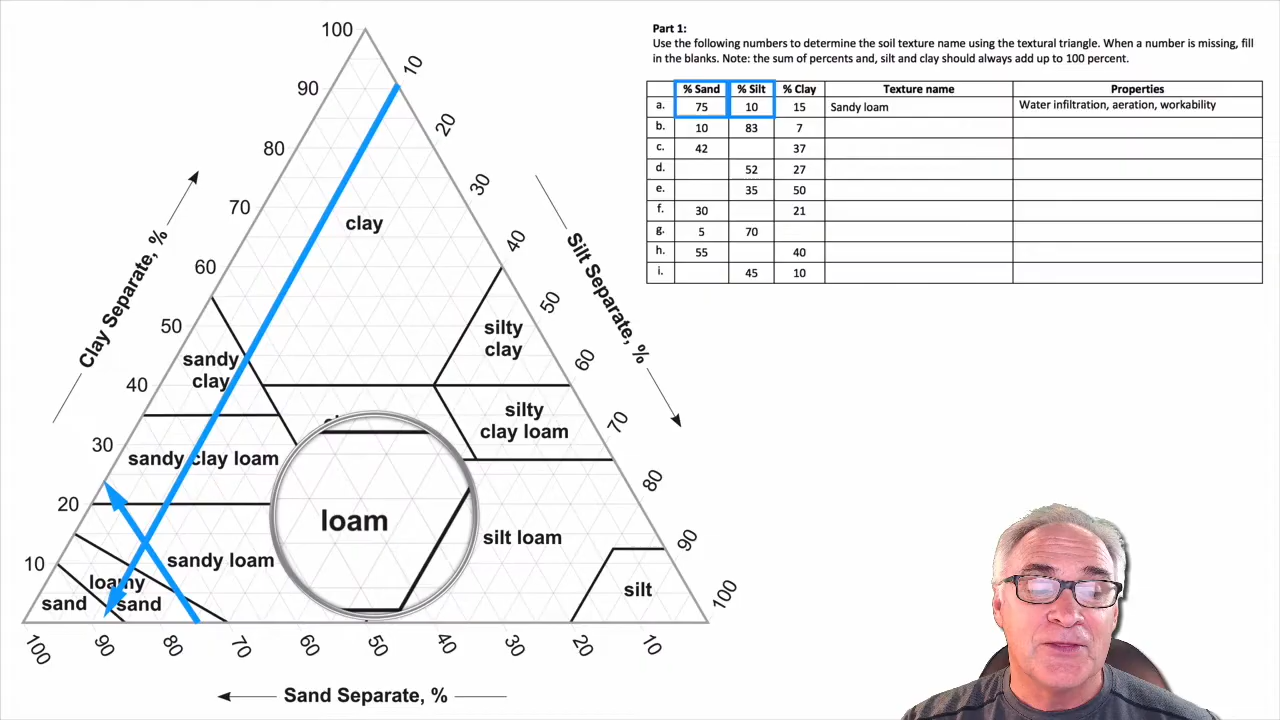 Part 1:
Use the following numbers to determine the soil texture name using the textural triangle. When a number is missing, fill
in the blanks. Note: the sum of percents and, silt and clay should always add up to 100 percent.
% Sand % Silt % Clay Texture name Properties
a. 75 10 15 Sandy loam Water infiltration, aeration, workability
b. 10 83 7
c. 42 37
d. 52 27
e. 35 50
f. 30 21
g. 5 70
h. 55 40
i. 45 10
100
90
80
70
60
50
40
30
20
10
Clay Separate, %
10
20
30
40
50
60
70
80
90
100
Silt Separate, %
clay
silty
clay
sandy
clay
silty
clay loam
sandy clay loam
loam
silt loam
sandy loam
silt
loamy
sand
sand
100 90 70 60 50 40 30 20 10
Sand Separate, %